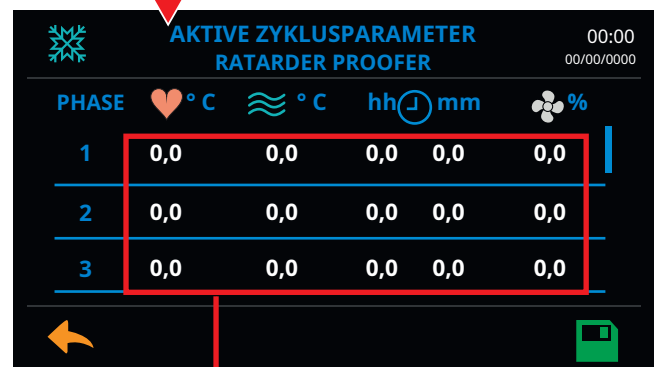 AKTIVE ZYKLUSPARAMETER
RATARDER PROOFER
00:00
00/00/0000
PHASE ° C ° C hh mm %
1 0,0 0,0 0,0 0,0 0,0
2 0,0 0,0 0,0 0,0 0,0
3 0,0 0,0 0,0 0,0 0,0